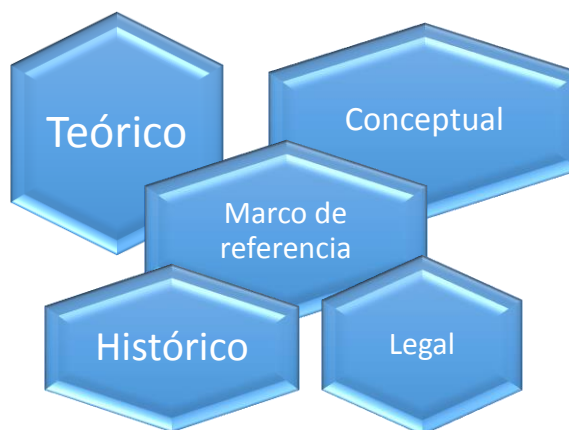 Teórico
Conceptual
Marco de
referencia
Histórico
Legal